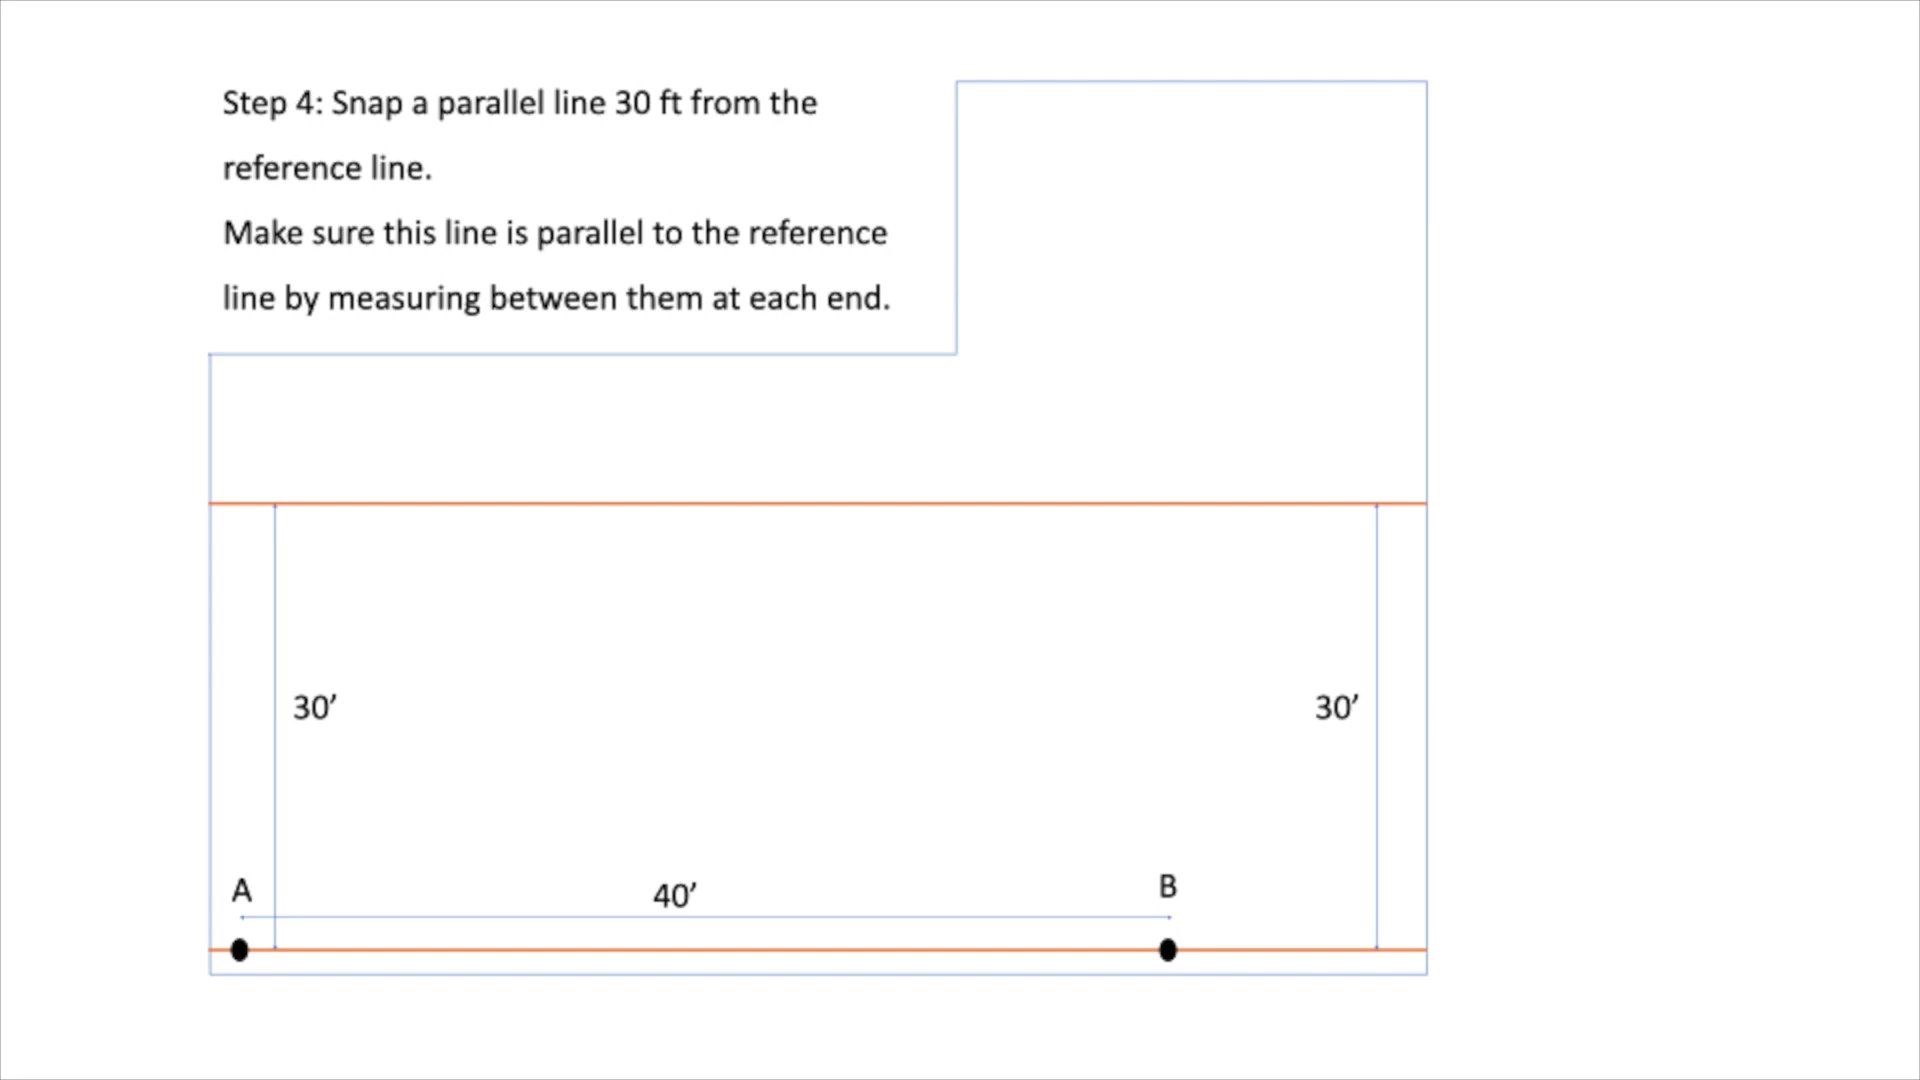 Step 4: Snap a parallel line 30 ft from the
reference line.
Make sure this line is parallel to the reference
line by measuring between them at each end.
30’
30’
A
40’
B